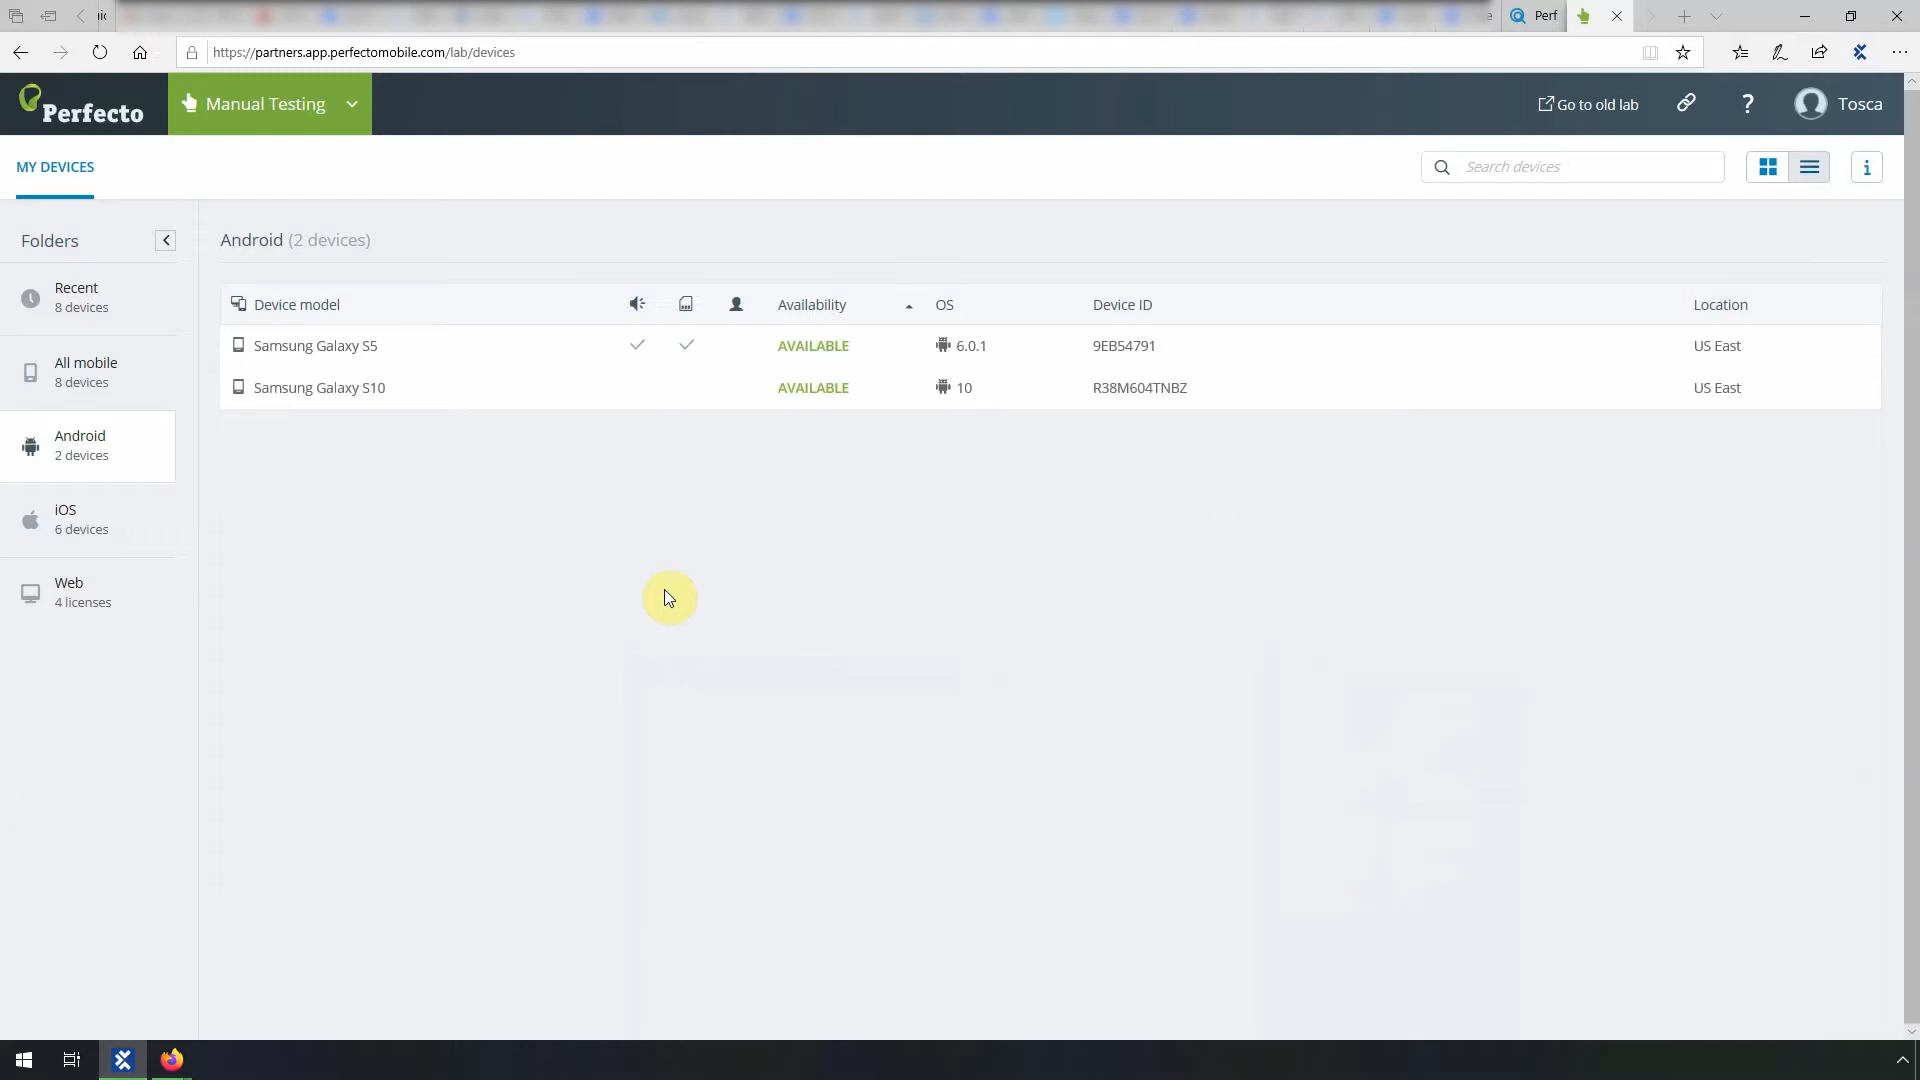 Perf
https://partners.app.perfectomobile.com/lab/devices
Perfecto
Manual Testing
Go to old lab
?
Tosca
MY DEVICES
Search devices
i
Folders
Android (2 devices)
Recent
8 devices
All mobile
8 devices
Android
2 devices
iOS
6 devices
Web
4 licenses
Device model Availability OS Device ID Location
Samsung Galaxy S5 AVAILABLE 6.0.1 9EB54791 US East
Samsung Galaxy S10 AVAILABLE 10 R38M604TNBZ US East